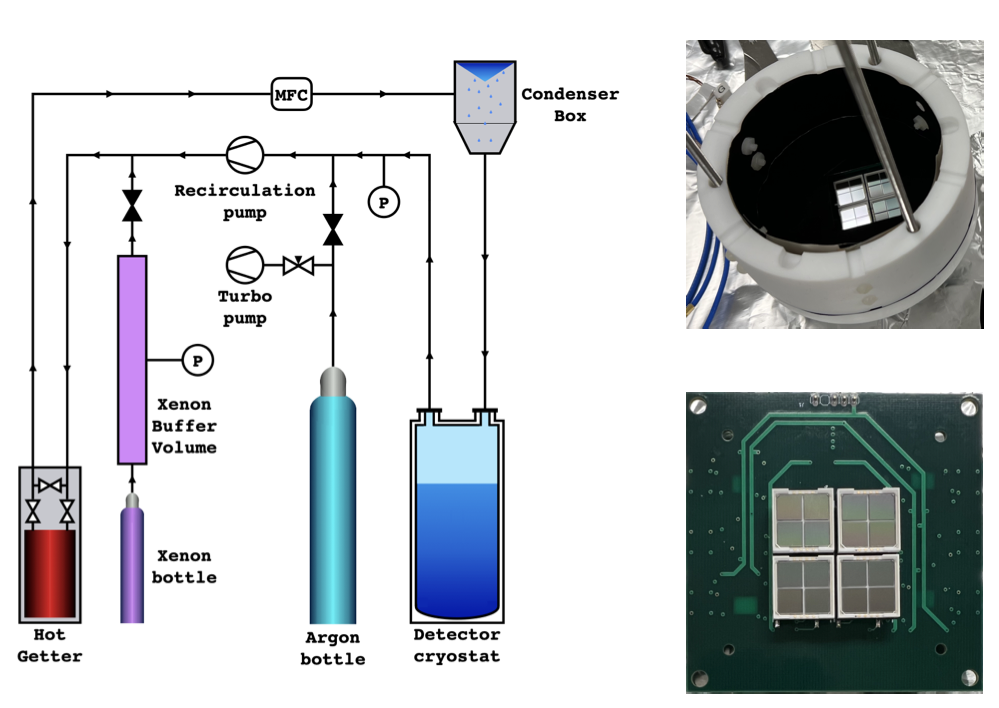 MFC
Condenser
Box
Recirculation
pump
P
Turbo
pump
P
Xenon
Buffer
Volume
Xenon
bottle
Hot
Getter
Argon
bottle
Detector
cryostat